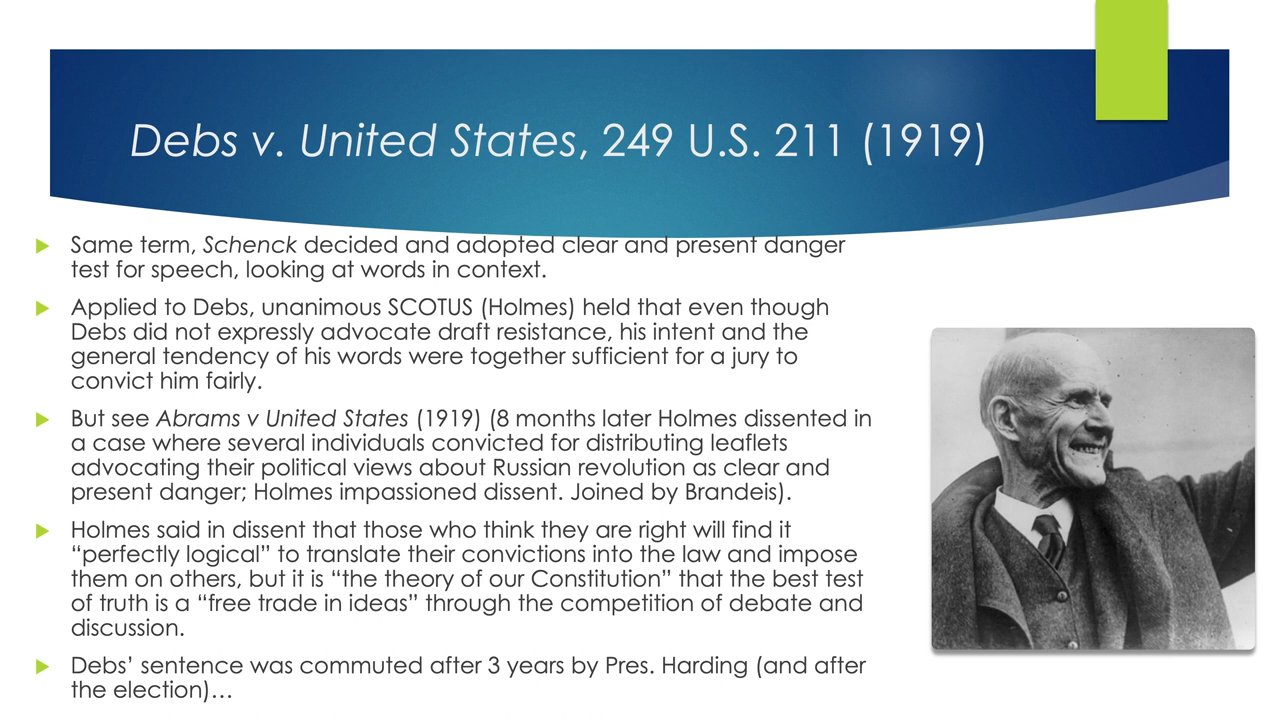 Debs v. United States, 249 U.S. 211 (1919)
Same term, Schenck decided and adopted clear and present danger
test for speech, looking at words in context.
Applied to Debs, unanimous SCOTUS (Holmes) held that even though
Debs did not expressly advocate draft resistance, his intent and the
general tendency of his words were together sufficient for a jury to
convict him fairly.
But see Abrams v United States (1919) (8 months later Holmes dissented in
a case where several individuals convicted for distributing leaflets
advocating their political views about Russian revolution as clear and
present danger; Holmes impassioned dissent. Joined by Brandeis).
Holmes said in dissent that those who think they are right will find it
“perfectly logical” to translate their convictions into the law and impose
them on others, but it is “the theory of our Constitution” that the best test
of truth is a “free trade in ideas” through the competition of debate and
discussion.
Debs’ sentence was commuted after 3 years by Pres. Harding (and after
the election)…